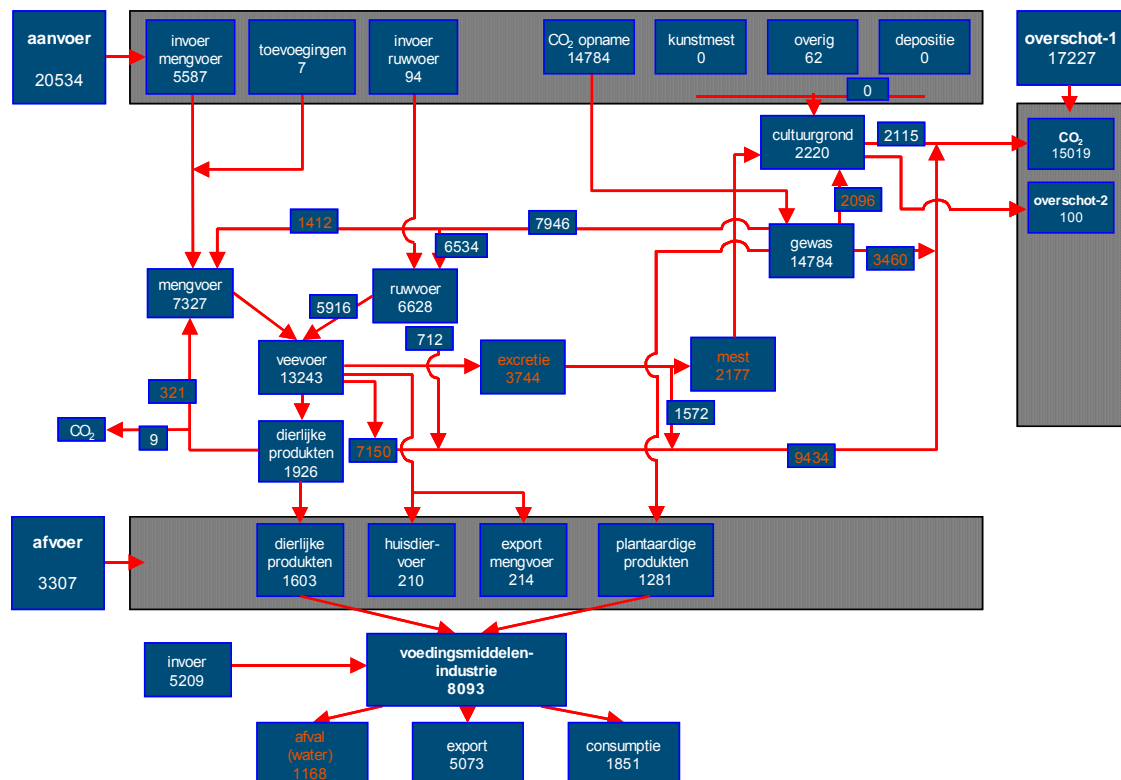 aanvoer
20534
invoer
mengvoer
5587
toevoegingen
7
invoer
ruwvoer
94
CO₂ opname
14784
kunstmest
0
overig
62
depositie
0
overschot-1
17227
0
cultuurgrond
2220
2115
CO₂
15019
overschot-2
100
2096
1412
7946
6534
gewas
14784
3460
mengvoer
7327
5916
ruwvoer
6628
712
veevoer
13243
excretie
3744
mest
2177
321
1572
CO₂
9
dierlijke
produkten
1926
7150
9434
afvoer
3307
dierlijke
produkten
1603
huisdier-
voer
210
export
mengvoer
214
plantaardige
produkten
1281
invoer
5209
voedingsmiddelen-
industrie
8093
afval
(water)
1168
export
5073
consumptie
1851